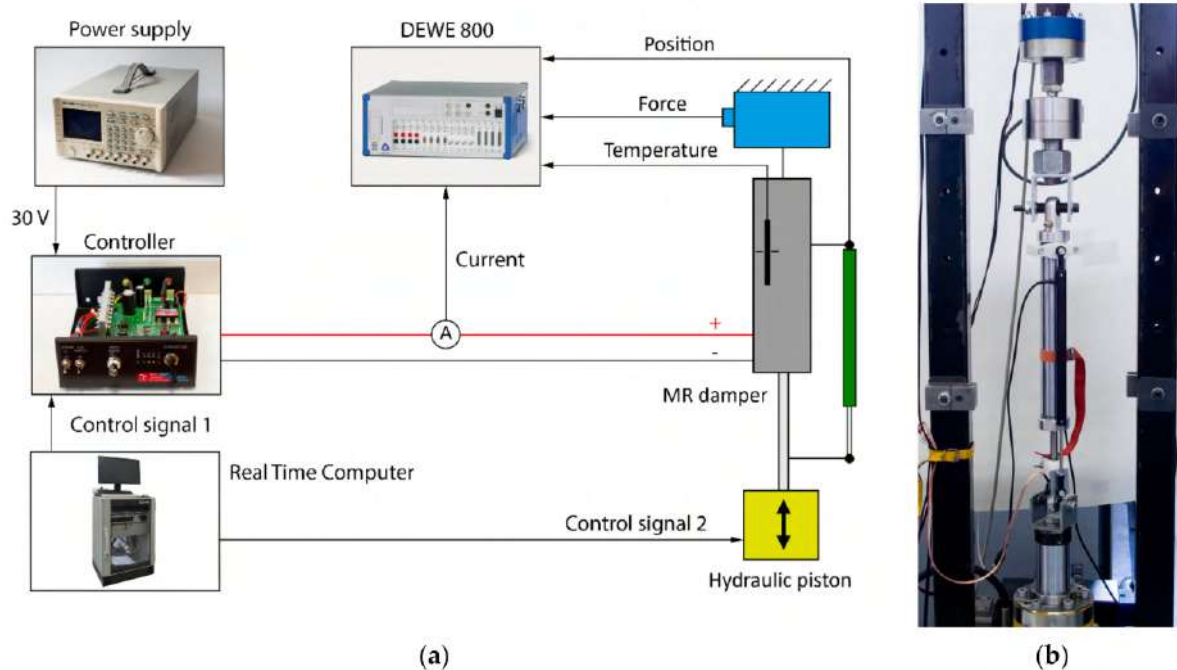 Power supply
DEWE 800
Position
Force
Temperature
30 V
Controller
Current
A
+
-
MR damper
Control signal 1
Real Time Computer
Control signal 2
Hydraulic piston
(a)
(b)